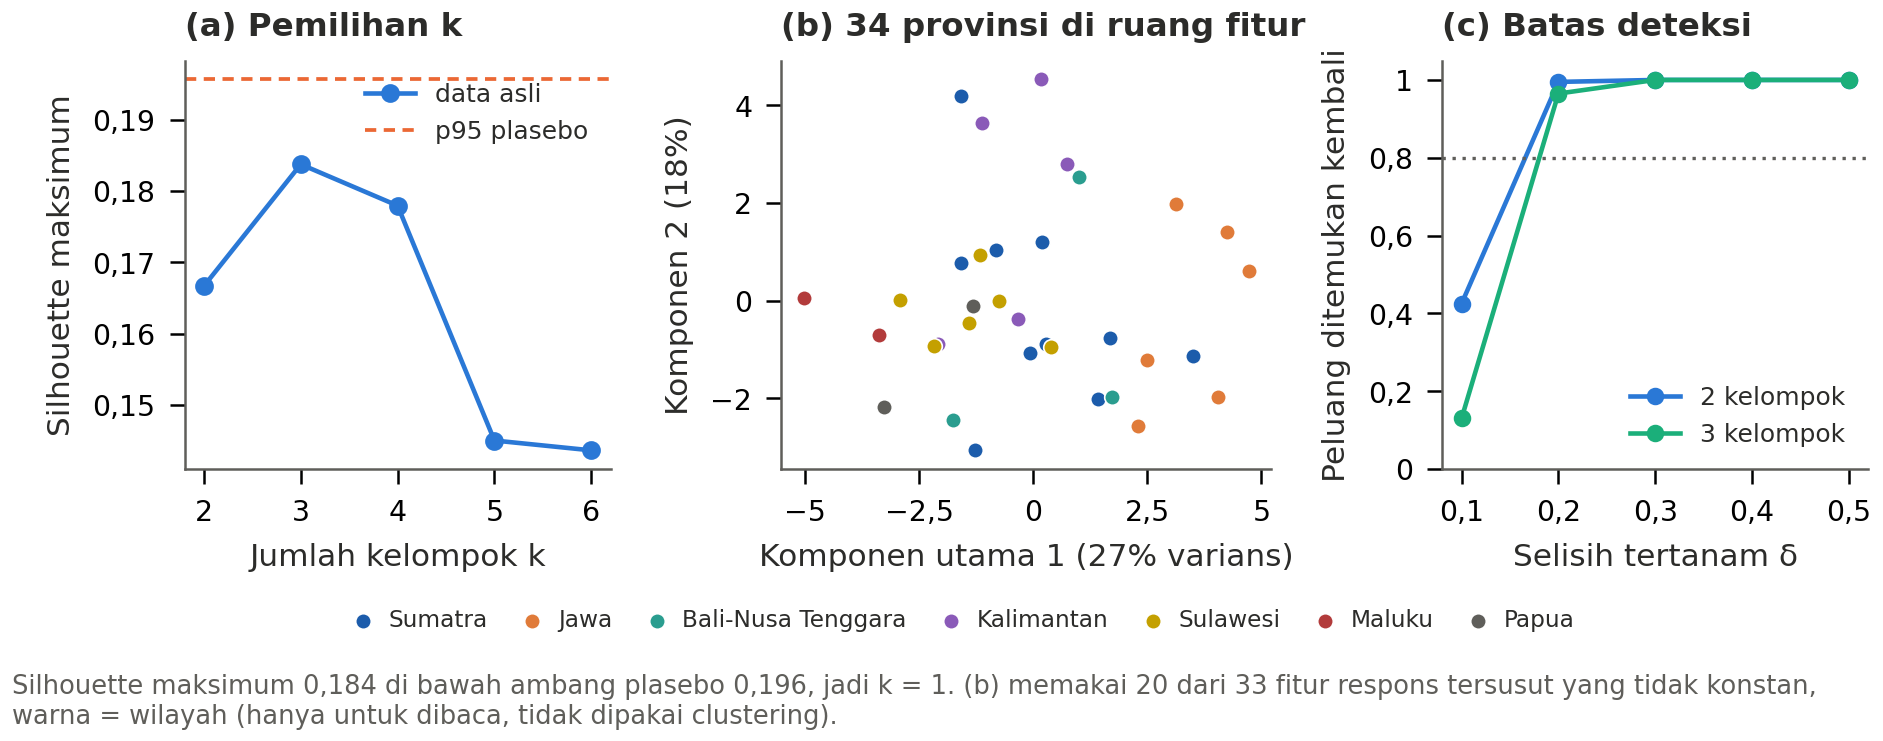 (a) Pemilihan k
Silhouette maksimum
0,19
0,18
0,17
0,16
0,15
data asli
p95 plasebo
2 3 4 5 6
Jumlah kelompok k
(b) 34 provinsi di ruang fitur
Komponen 2 (18%)
4
2
0
−2
−5 −2,5 0 2,5 5
Komponen utama 1 (27% varians)
(c) Batas deteksi
Peluang ditemukan kembali
1
0,8
0,6
0,4
0,2
0
2 kelompok
3 kelompok
0,1 0,2 0,3 0,4 0,5
Selisih tertanam δ
Sumatra Jawa Bali-Nusa Tenggara Kalimantan Sulawesi Maluku Papua
Silhouette maksimum 0,184 di bawah ambang plasebo 0,196, jadi k = 1. (b) memakai 20 dari 33 fitur respons tersusut yang tidak konstan,
warna = wilayah (hanya untuk dibaca, tidak dipakai clustering).